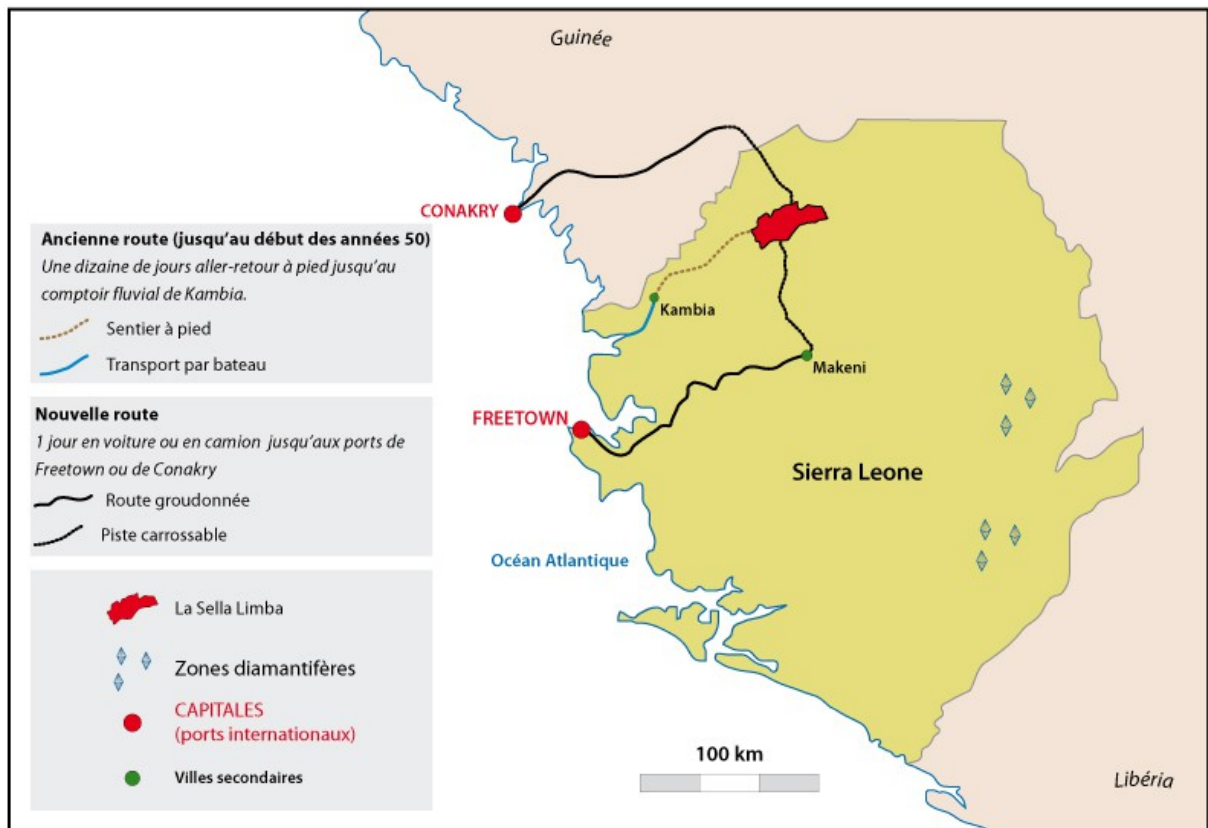 Guinée
CONAKRY
Ancienne route (jusqu'au début des années 50)
Une dizaine de jours aller-retour à pied jusqu'au
comptoir fluvial de Kambia.
Sentier à pied
Transport par bateau
Kambia
Makeni
Nouvelle route
1 jour en voiture ou en camion jusqu'aux ports de
Freetown ou de Conakry
Route groudonnée
Piste carrossable
FREETOWN
Sierra Leone
Océan Atlantique
La Sella Limba
Zones diamantifères
CAPITALES
(ports internationaux)
Villes secondaires
100 km
Libéria